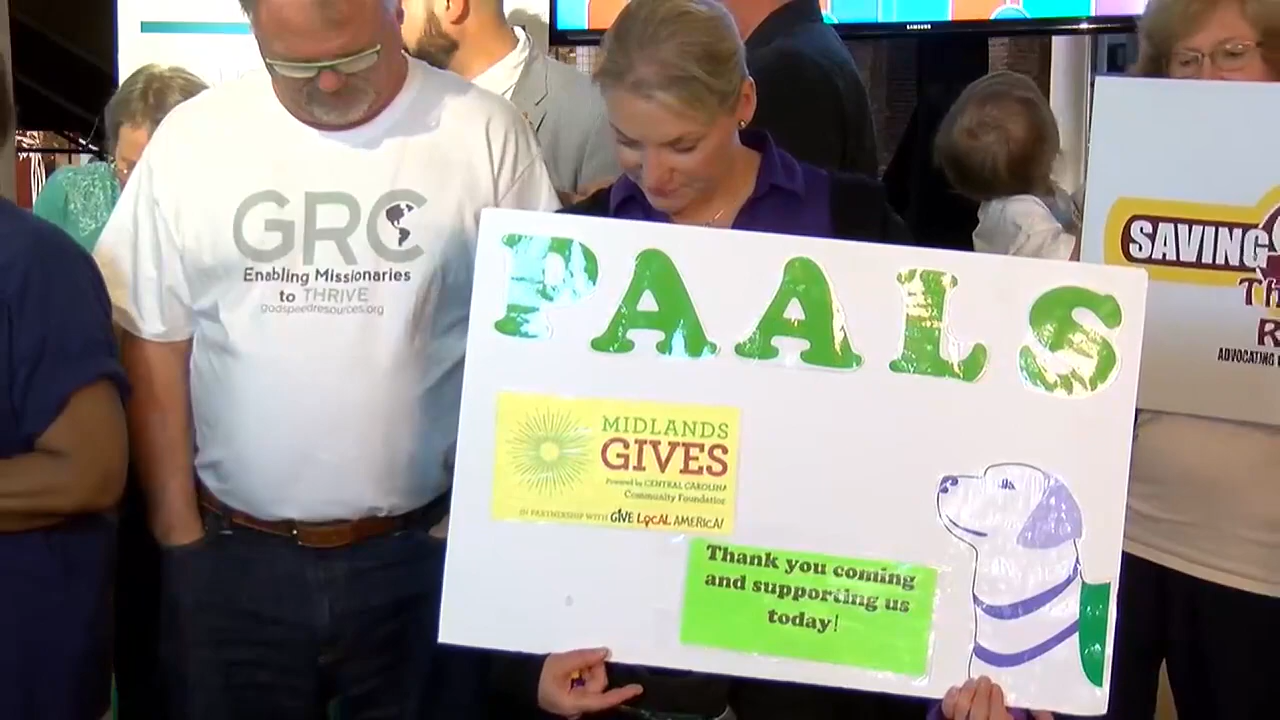 SAMSUNG
GRC
Enabling Missionaries
to THRIVE
godspeedresources.org
PAALS
MIDLANDS
GIVES
Powered by CENTRAL CAROLINA
Community Foundation
IN PARTNERSHIP WITH GIVE LOCAL AMERICA!
Thank you coming
and supporting us
today!
SAVING
ADVOCATING